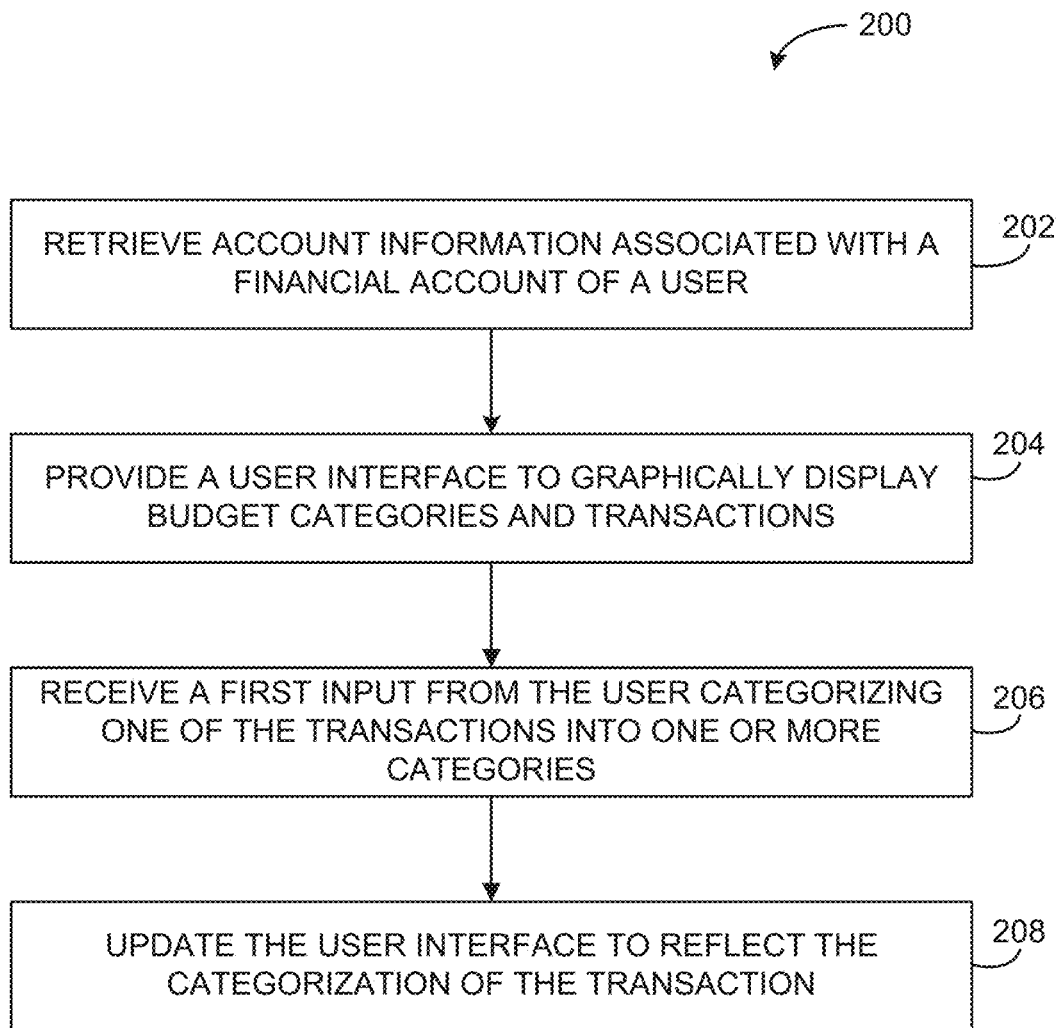 200
RETRIEVE ACCOUNT INFORMATION ASSOCIATED WITH A
FINANCIAL ACCOUNT OF A USER
202
PROVIDE A USER INTERFACE TO GRAPHICALLY DISPLAY
BUDGET CATEGORIES AND TRANSACTIONS
204
RECEIVE A FIRST INPUT FROM THE USER CATEGORIZING
ONE OF THE TRANSACTIONS INTO ONE OR MORE
CATEGORIES
206
UPDATE THE USER INTERFACE TO REFLECT THE
CATEGORIZATION OF THE TRANSACTION
208